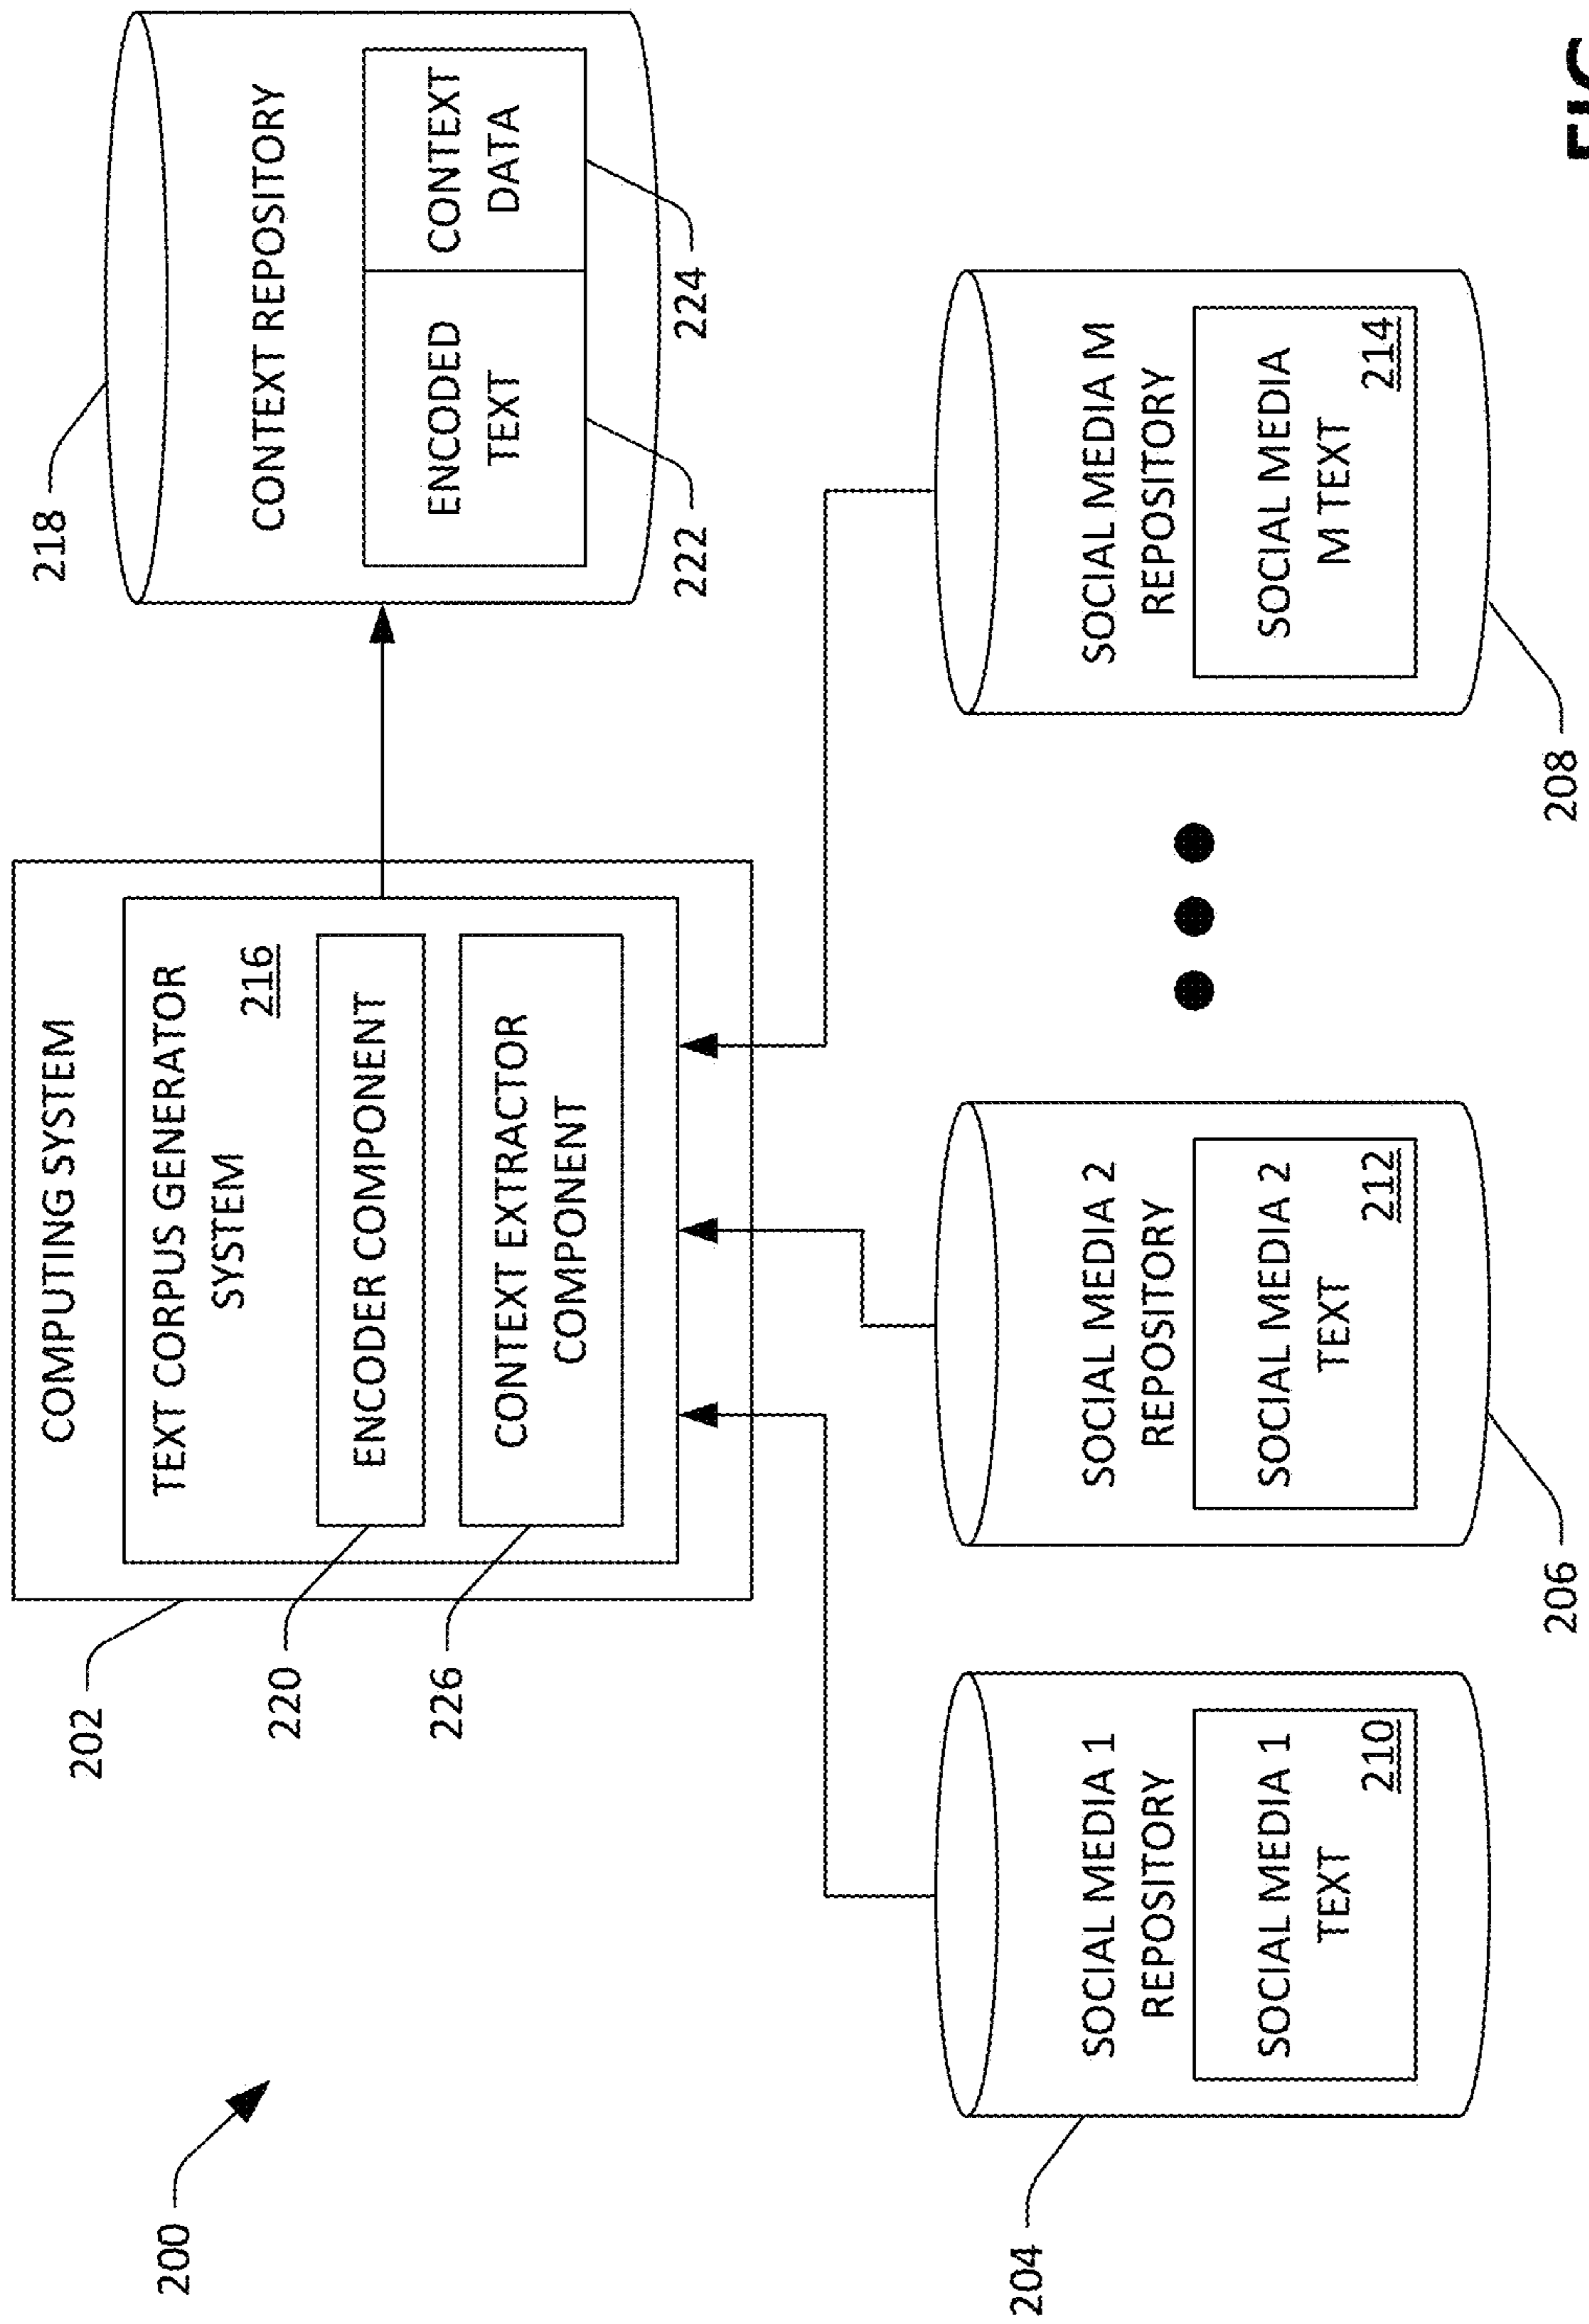 200
202
COMPUTING SYSTEM
TEXT CORPUS GENERATOR
SYSTEM
216
220
ENCODER COMPONENT
226
CONTEXT EXTRACTOR
COMPONENT
218
CONTEXT REPOSITORY
ENCODED
TEXT
CONTEXT
DATA
222
224
204
SOCIAL MEDIA 1
REPOSITORY
SOCIAL MEDIA 1
TEXT
210
206
SOCIAL MEDIA 2
REPOSITORY
SOCIAL MEDIA 2
TEXT
212
208
SOCIAL MEDIA M
REPOSITORY
SOCIAL MEDIA
M TEXT
214